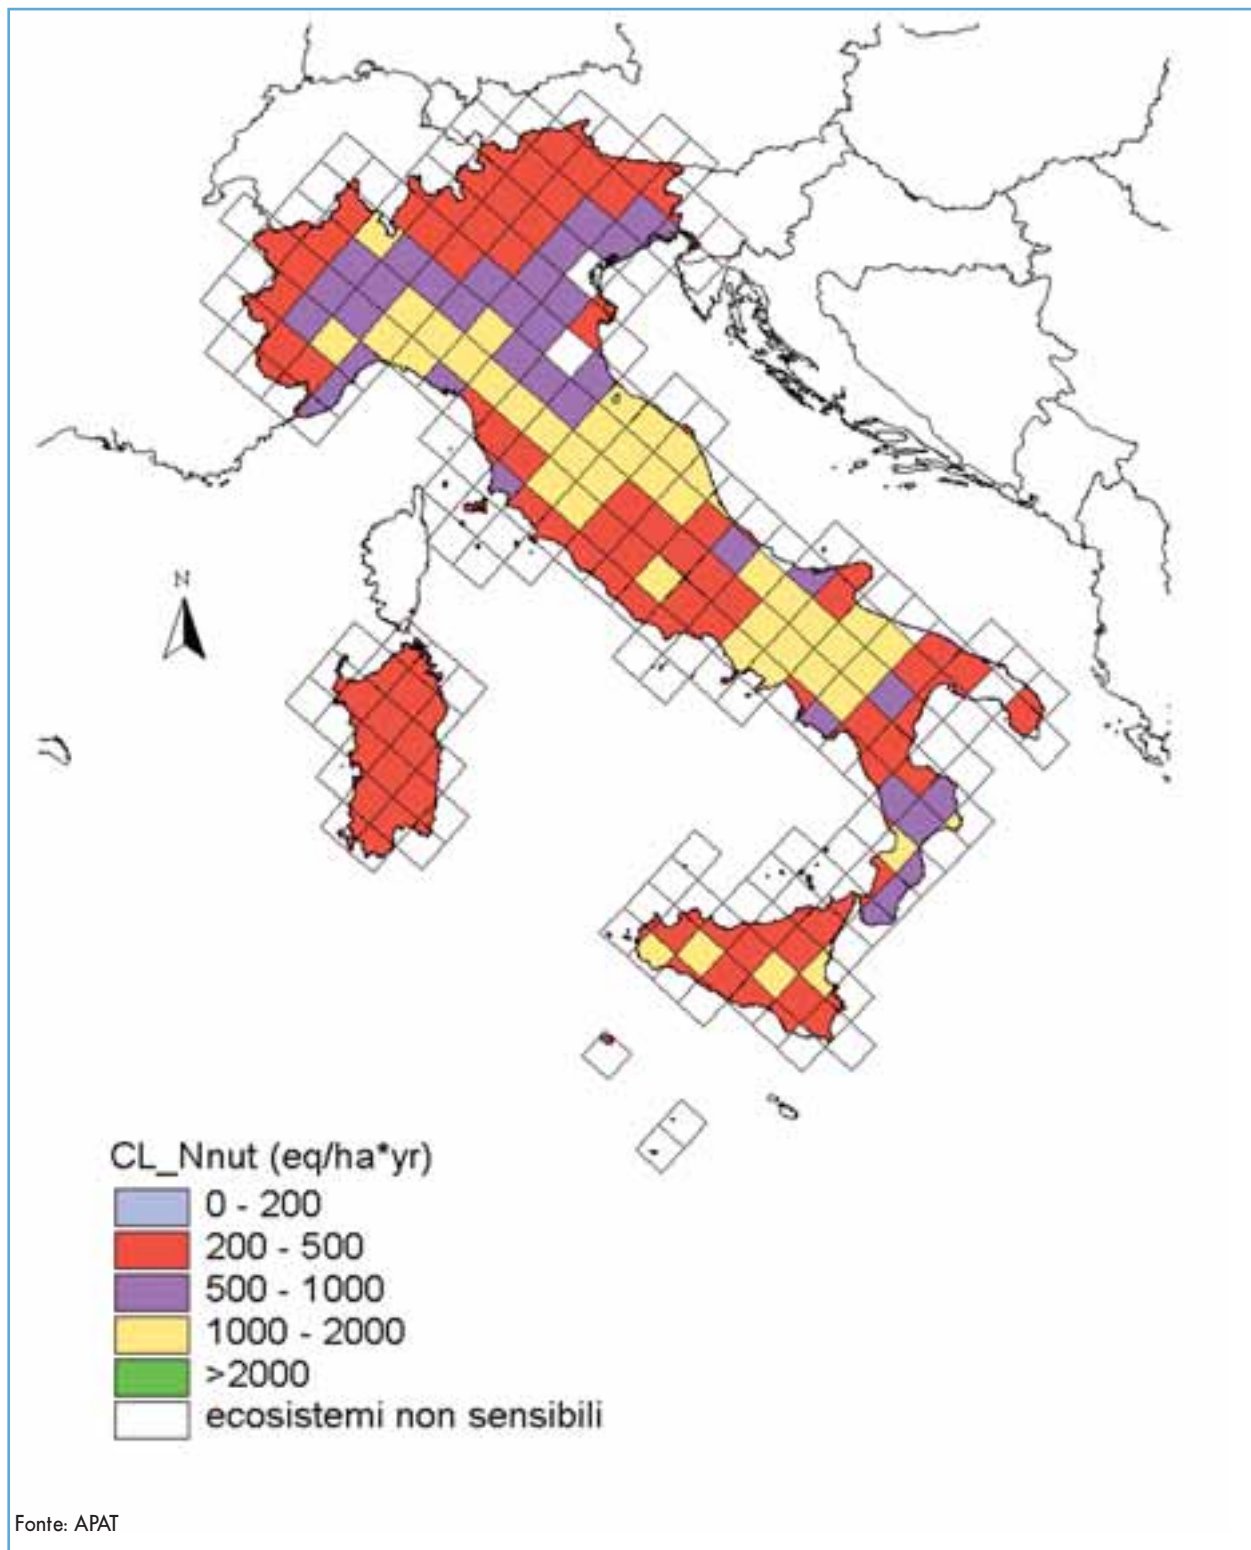 N
CL_Nnut (eq/ha*yr)
0 - 200
200 - 500
500 - 1000
1000 - 2000
>2000
ecosistemi non sensibili
Fonte: APAT